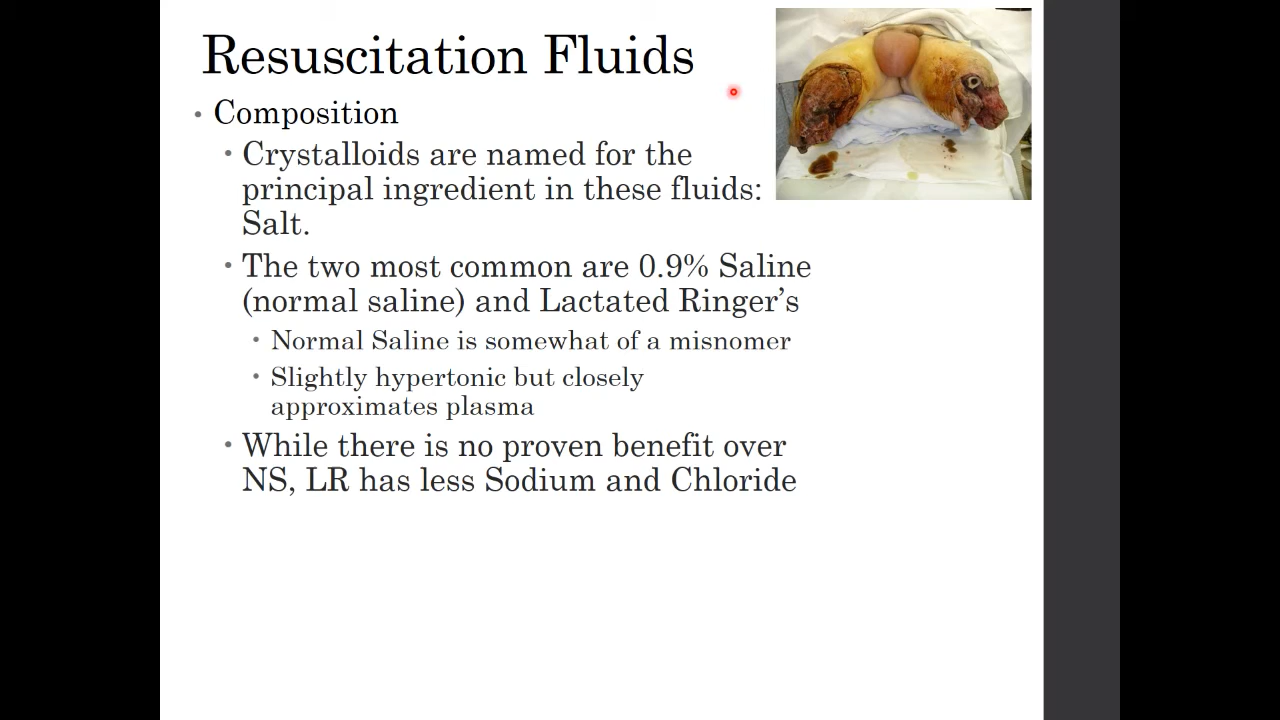 Resuscitation Fluids
• Composition
• Crystalloids are named for the
principal ingredient in these fluids:
Salt.
• The two most common are 0.9% Saline
(normal saline) and Lactated Ringer’s
• Normal Saline is somewhat of a misnomer
• Slightly hypertonic but closely
approximates plasma
• While there is no proven benefit over
NS, LR has less Sodium and Chloride